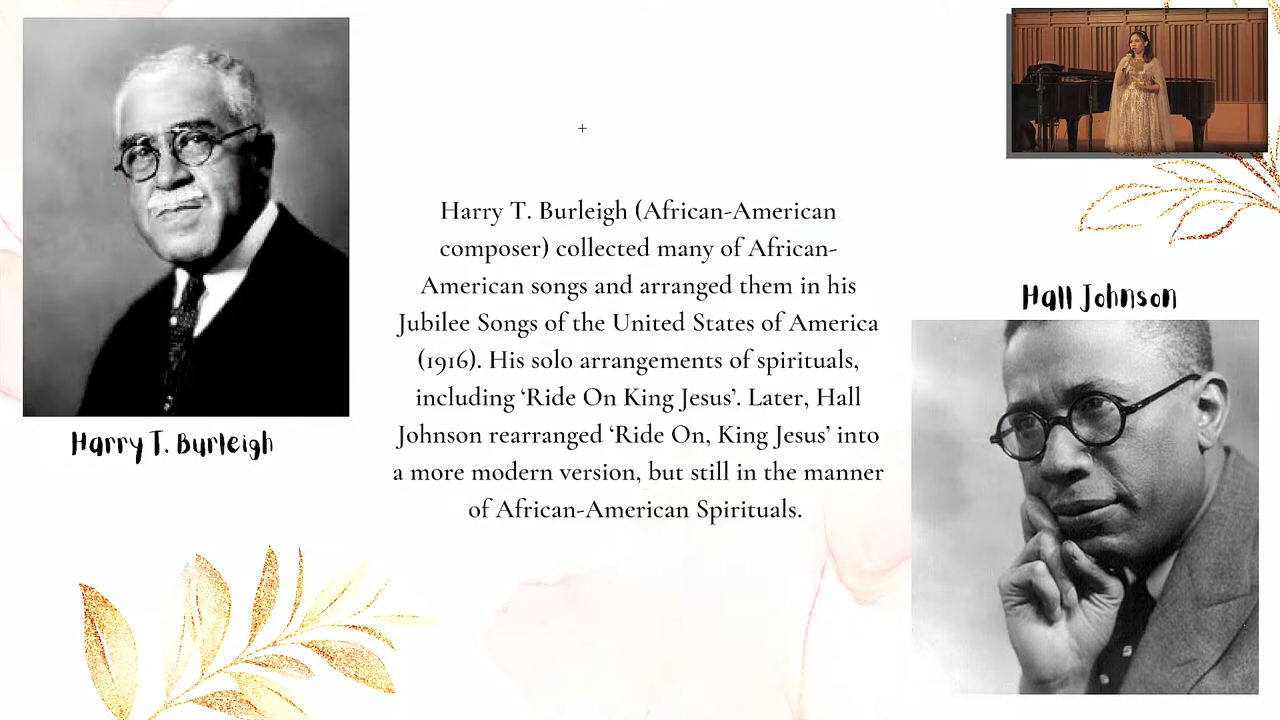 Harry T. Burleigh (African-American
composer) collected many of African-
American songs and arranged them in his
Jubilee Songs of the United States of America
(1916). His solo arrangements of spirituals,
including ‘Ride On King Jesus’. Later, Hall
Johnson rearranged ‘Ride On, King Jesus’ into
a more modern version, but still in the manner
of African-American Spirituals.
Harry T. Burleigh
Hall Johnson